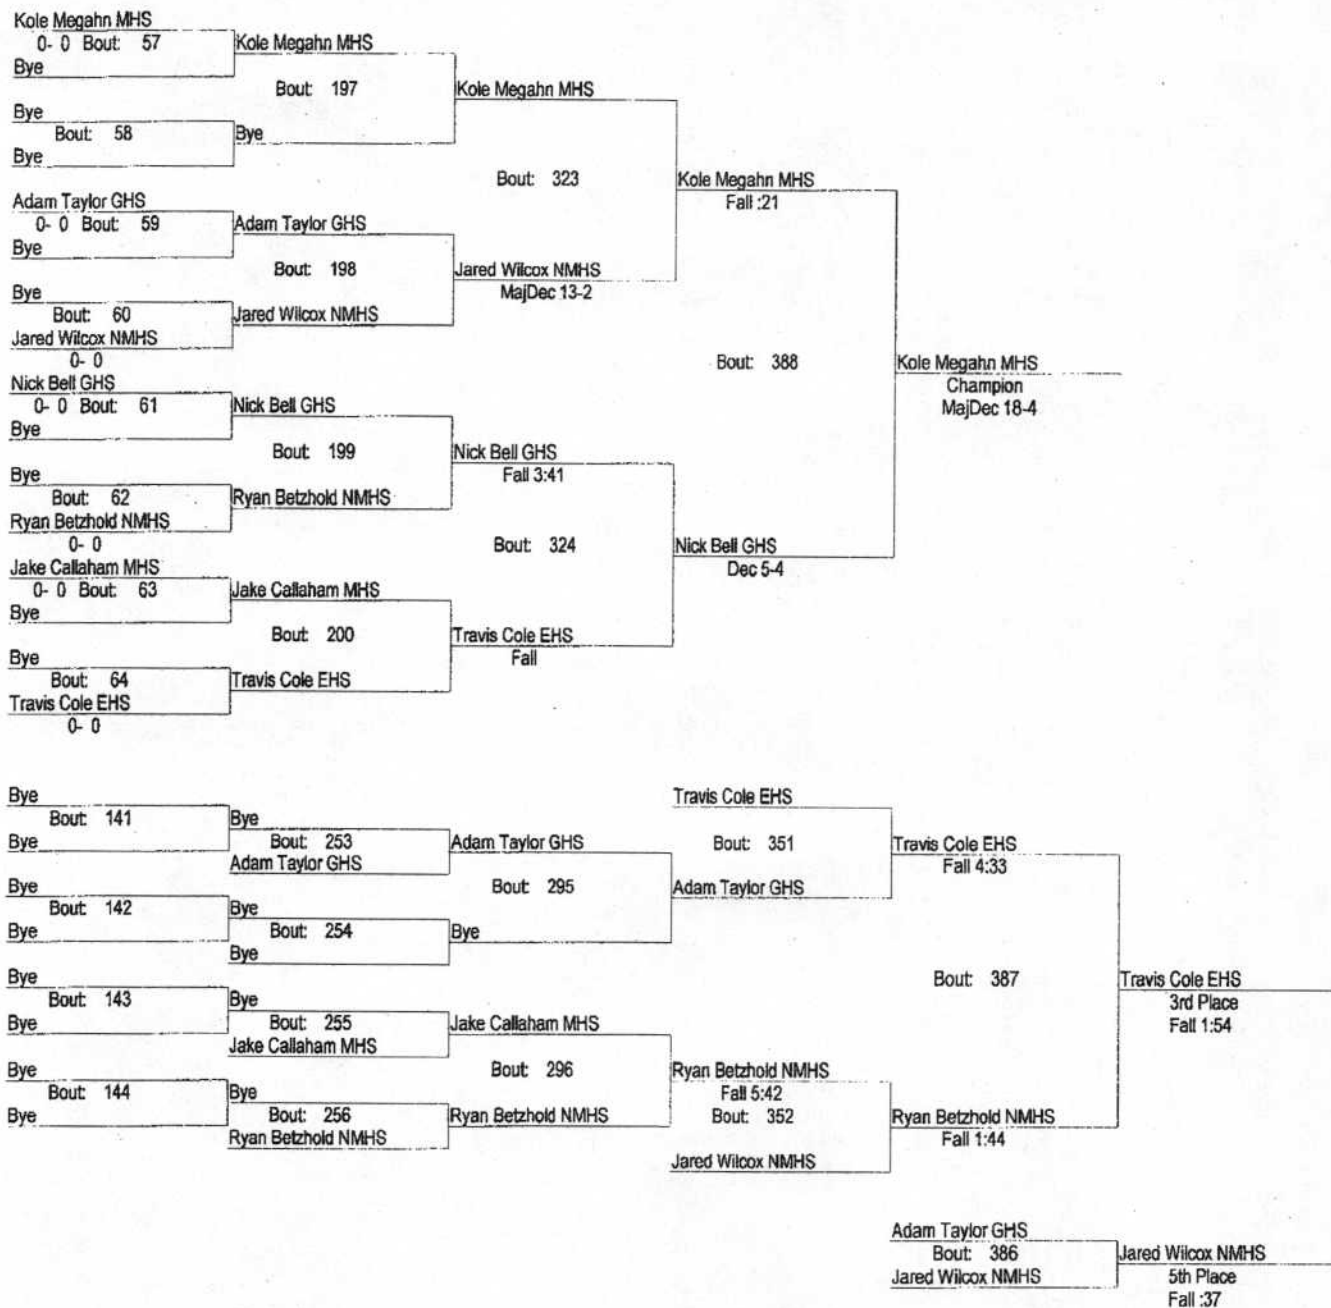 Kole Megahn MHS
0- 0 Bout: 57
Bye
Kole Megahn MHS
Bout: 197
Bye
Bout: 58
Bye
Bye
Kole Megahn MHS
Bout: 323
Adam Taylor GHS
0- 0 Bout: 59
Bye
Adam Taylor GHS
Bout: 198
Bye
Bout: 60
Jared Wilcox NMHS
0- 0
Jared Wilcox NMHS
Jared Wilcox NMHS
MajDec 13-2
Kole Megahn MHS
Fall :21
Bout: 388
Kole Megahn MHS
Champion
MajDec 18-4
Nick Bell GHS
0- 0 Bout: 61
Bye
Nick Bell GHS
Bout: 199
Bye
Bout: 62
Ryan Betzhold NMHS
0- 0
Ryan Betzhold NMHS
Nick Bell GHS
Fall 3:41
Bout: 324
Jake Callaham MHS
0- 0 Bout: 63
Bye
Jake Callaham MHS
Bout: 200
Bye
Bout: 64
Travis Cole EHS
0- 0
Travis Cole EHS
Travis Cole EHS
Fall
Nick Bell GHS
Dec 5-4
Bye
Bout: 141
Bye
Bye
Bout: 253
Adam Taylor GHS
Adam Taylor GHS
Bout: 295
Bye
Bout: 142
Bye
Bye
Bout: 254
Bye
Bye
Travis Cole EHS
Bout: 351
Adam Taylor GHS
Travis Cole EHS
Fall 4:33
Bout: 387
Travis Cole EHS
3rd Place
Fall 1:54
Bye
Bout: 143
Bye
Bye
Bout: 255
Jake Callaham MHS
Jake Callaham MHS
Bout: 296
Bye
Bout: 144
Bye
Bye
Bout: 256
Ryan Betzhold NMHS
Ryan Betzhold NMHS
Ryan Betzhold NMHS
Fall 5:42
Bout: 352
Jared Wilcox NMHS
Ryan Betzhold NMHS
Fall 1:44
Adam Taylor GHS
Bout: 386
Jared Wilcox NMHS
Jared Wilcox NMHS
5th Place
Fall :37